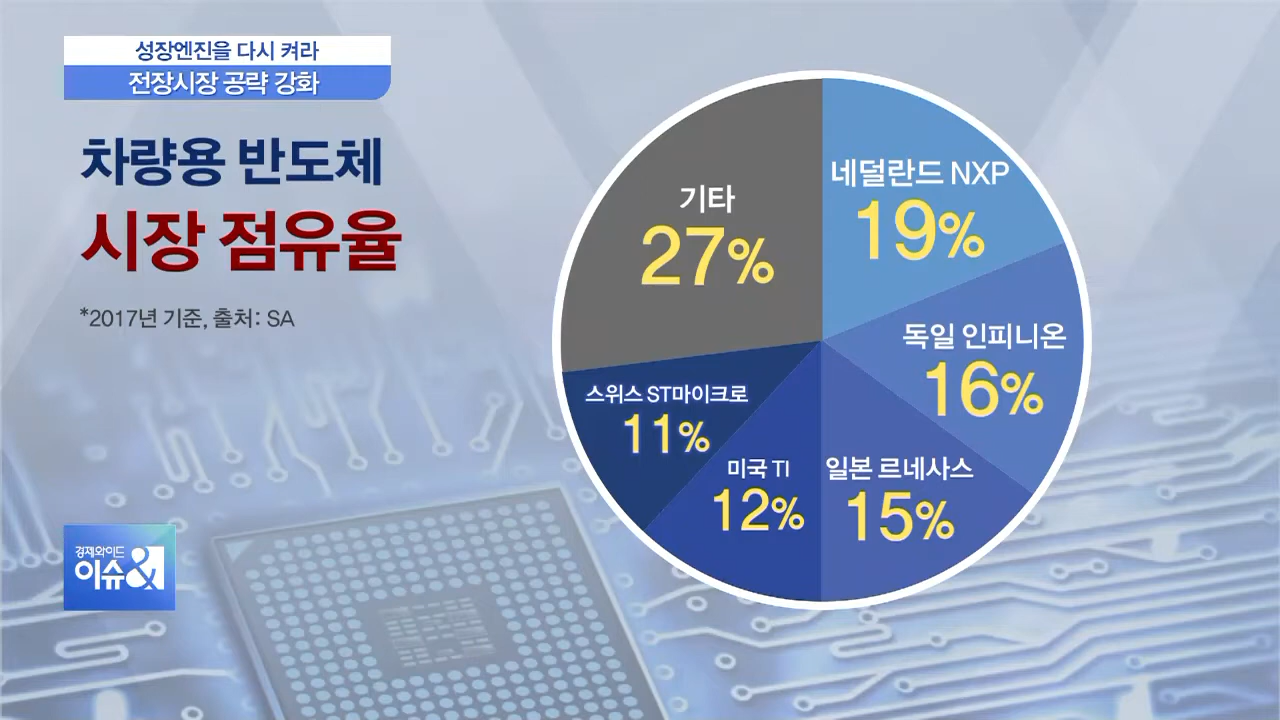 성장엔진을 다시 켜라
전장시장 공략 강화
차량용 반도체
시장 점유율
*2017년 기준, 출처: SA
네덜란드 NXP
19%
독일 인피니온
16%
일본 르네사스
15%
미국 TI
12%
스위스 ST마이크로
11%
기타
27%
경제와이드
이슈&